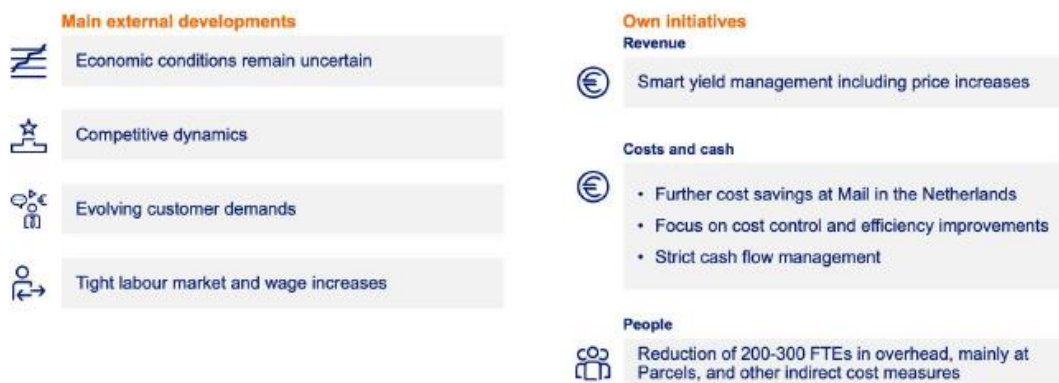 Main external developments
Economic conditions remain uncertain
Competitive dynamics
Evolving customer demands
Tight labour market and wage increases
Own initiatives
Revenue
Smart yield management including price increases
Costs and cash
• Further cost savings at Mail in the Netherlands
• Focus on cost control and efficiency improvements
• Strict cash flow management
People
Reduction of 200-300 FTEs in overhead, mainly at
Parcels, and other indirect cost measures